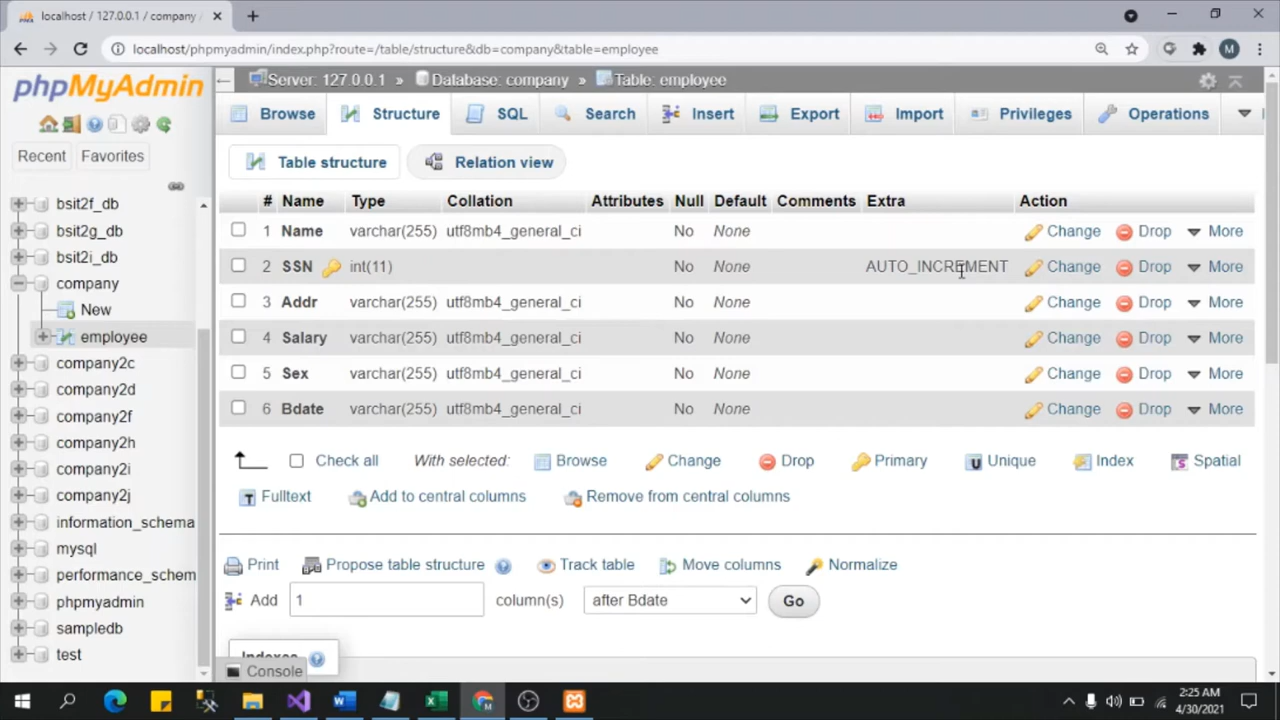 localhost / 127.0.0.1 / company
localhost/phpmyadmin/index.php?route=/table/structure&db=company&table=employee
M
phpMyAdmin
Recent Favorites
bsit2f_db
bsit2g_db
bsit2i_db
company
New
employee
company2c
company2d
company2f
company2h
company2i
company2j
information_schema
mysql
performance_schem
phpmyadmin
sampledb
test
Server: 127.0.0.1 » Database: company » Table: employee
Browse Structure SQL Search Insert Export Import Privileges Operations
Table structure Relation view
# Name Type Collation Attributes Null Default Comments Extra Action
1 Name varchar(255) utf8mb4_general_ci No None Change Drop More
2 SSN int(11) No None AUTO_INCREMENT Change Drop More
3 Addr varchar(255) utf8mb4_general_ci No None Change Drop More
4 Salary varchar(255) utf8mb4_general_ci No None Change Drop More
5 Sex varchar(255) utf8mb4_general_ci No None Change Drop More
6 Bdate varchar(255) utf8mb4_general_ci No None Change Drop More
Check all With selected: Browse Change Drop Primary Unique Index Spatial
Fulltext Add to central columns Remove from central columns
Print Propose table structure Track table Move columns Normalize
Add 1 column(s) after Bdate Go
Indexes
Console
2:25 AM
4/30/2021